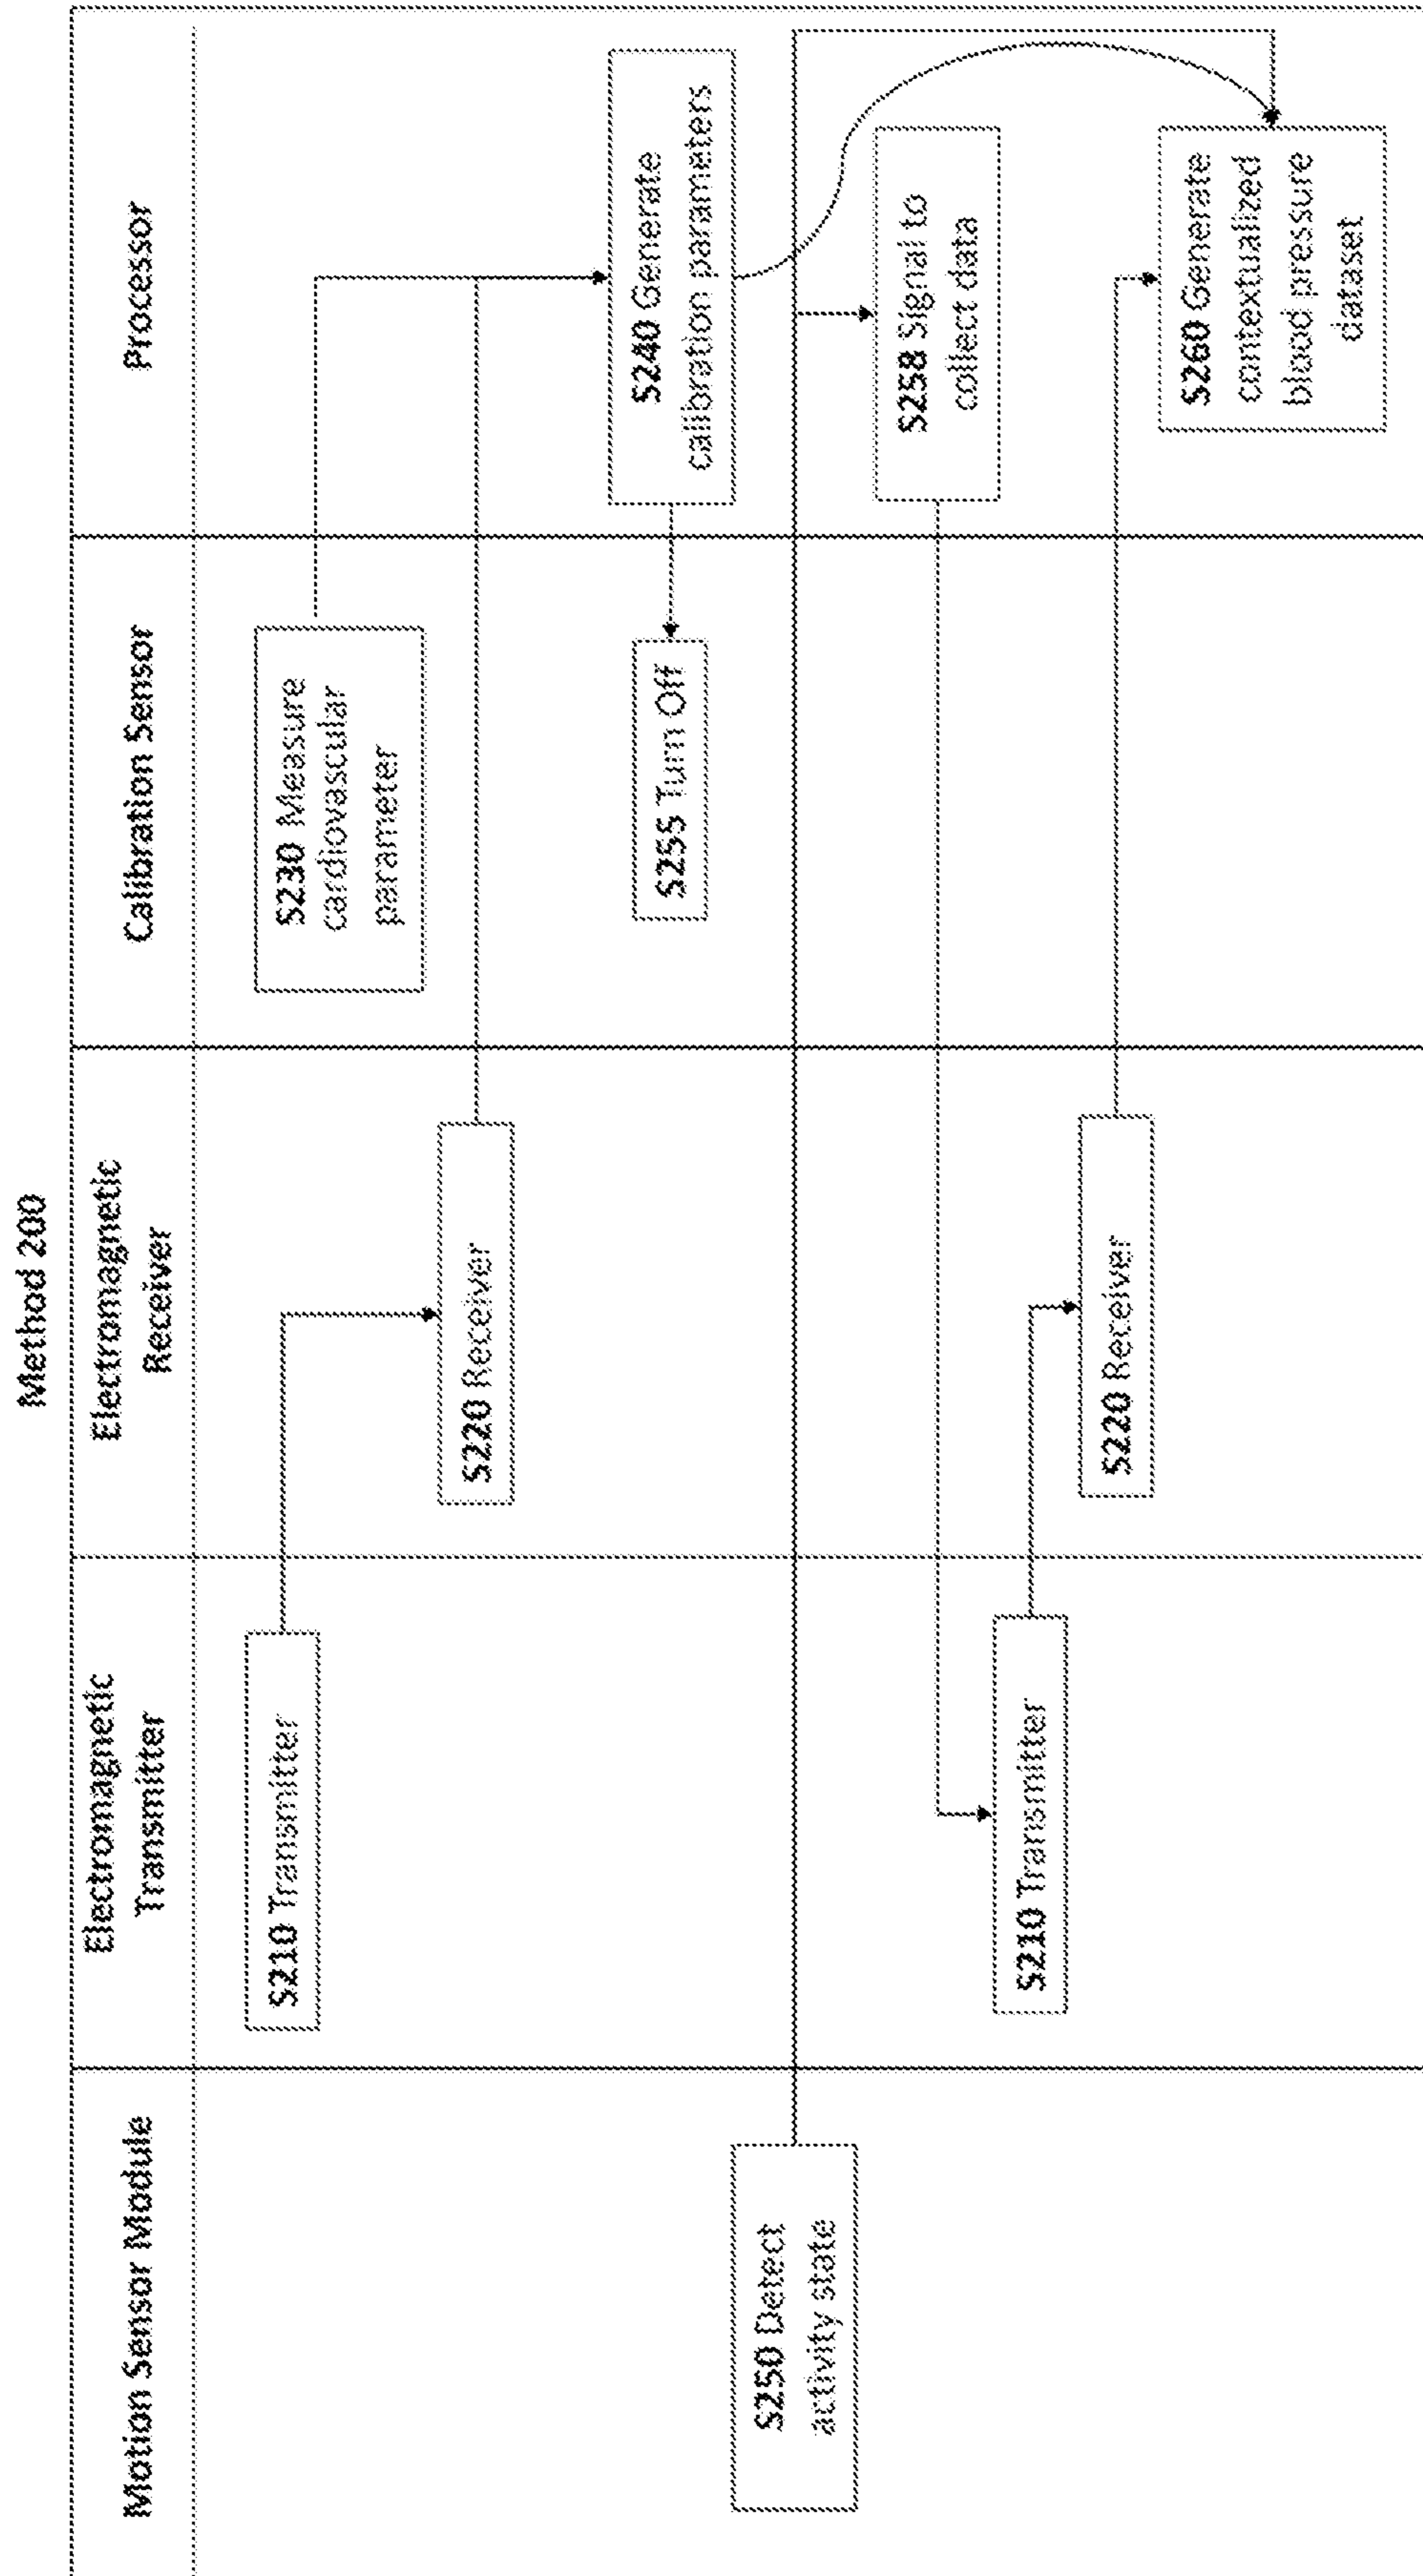 Method 200
Motion Sensor Module
Electromagnetic
Transmitter
Electromagnetic
Receiver
Calibration Sensor
Processor
S210 Transmitter
S230 Measure
cardiovascular
parameter
S220 Receiver
S240 Generate
calibration parameters
S255 Turn Off
S250 Detect
activity state
S258 Signal to
collect data
S210 Transmitter
S220 Receiver
S260 Generate
contextualized
blood pressure
dataset